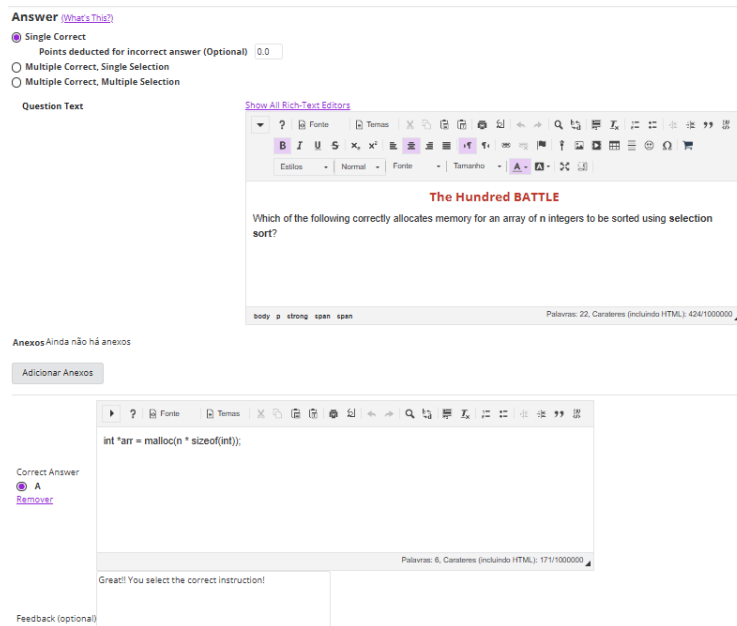 Answer (What's This?)
Single Correct
Points deducted for incorrect answer (Optional) 0.0
Multiple Correct, Single Selection
Multiple Correct, Multiple Selection
Question Text
Show All Rich-Text Editors
? Fonte Temas
B I U S x₂ x²
Estilos Normal Fonte Tamanho A A
The Hundred BATTLE
Which of the following correctly allocates memory for an array of n integers to be sorted using selection
sort?
body p strong span span Palavras: 22, Carateres (incluindo HTML): 424/1000000
Anexos Ainda não há anexos
Adicionar Anexos
? Fonte Temas
int *arr = malloc(n * sizeof(int));
Correct Answer
A
Remover
Palavras: 6, Carateres (incluindo HTML): 171/1000000
Great!! You select the correct instruction!
Feedback (optional)